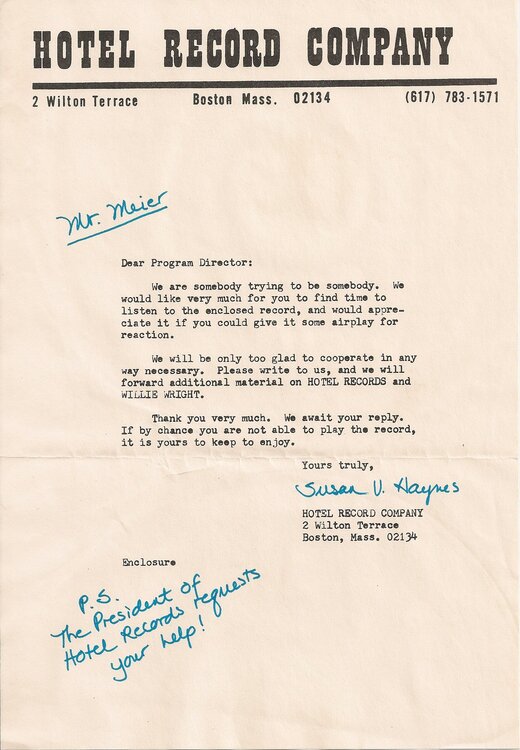 HOTEL RECORD COMPANY
2 Wilton Terrace Boston Mass. 02134 (617) 783-1571
Mr. Meier
Dear Program Director:
We are somebody trying to be somebody. We
would like very much for you to find time to
listen to the enclosed record, and would appre-
ciate it if you could give it some airplay for
reaction.
We will be only too glad to cooperate in any
way necessary. Please write to us, and we will
forward additional material on HOTEL RECORDS and
WILLIE WRIGHT.
Thank you very much. We await your reply.
If by chance you are not able to play the record,
it is yours to keep to enjoy.
Yours truly,
Susan V. Haynes
HOTEL RECORD COMPANY
2 Wilton Terrace
Boston, Mass. 02134
Enclosure
P.S.
The President of
Hotel Records requests
your help!